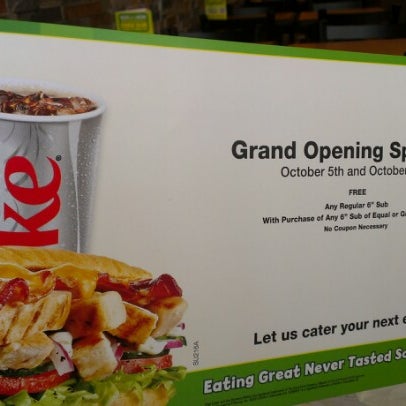 ke®
Grand Opening Sp
October 5th and October
FREE
Any Regular 6" Sub
With Purchase of Any 6" Sub of Equal or G
No Coupon Necessary
Let us cater your next e
SU216A
Eating Great Never Tasted So